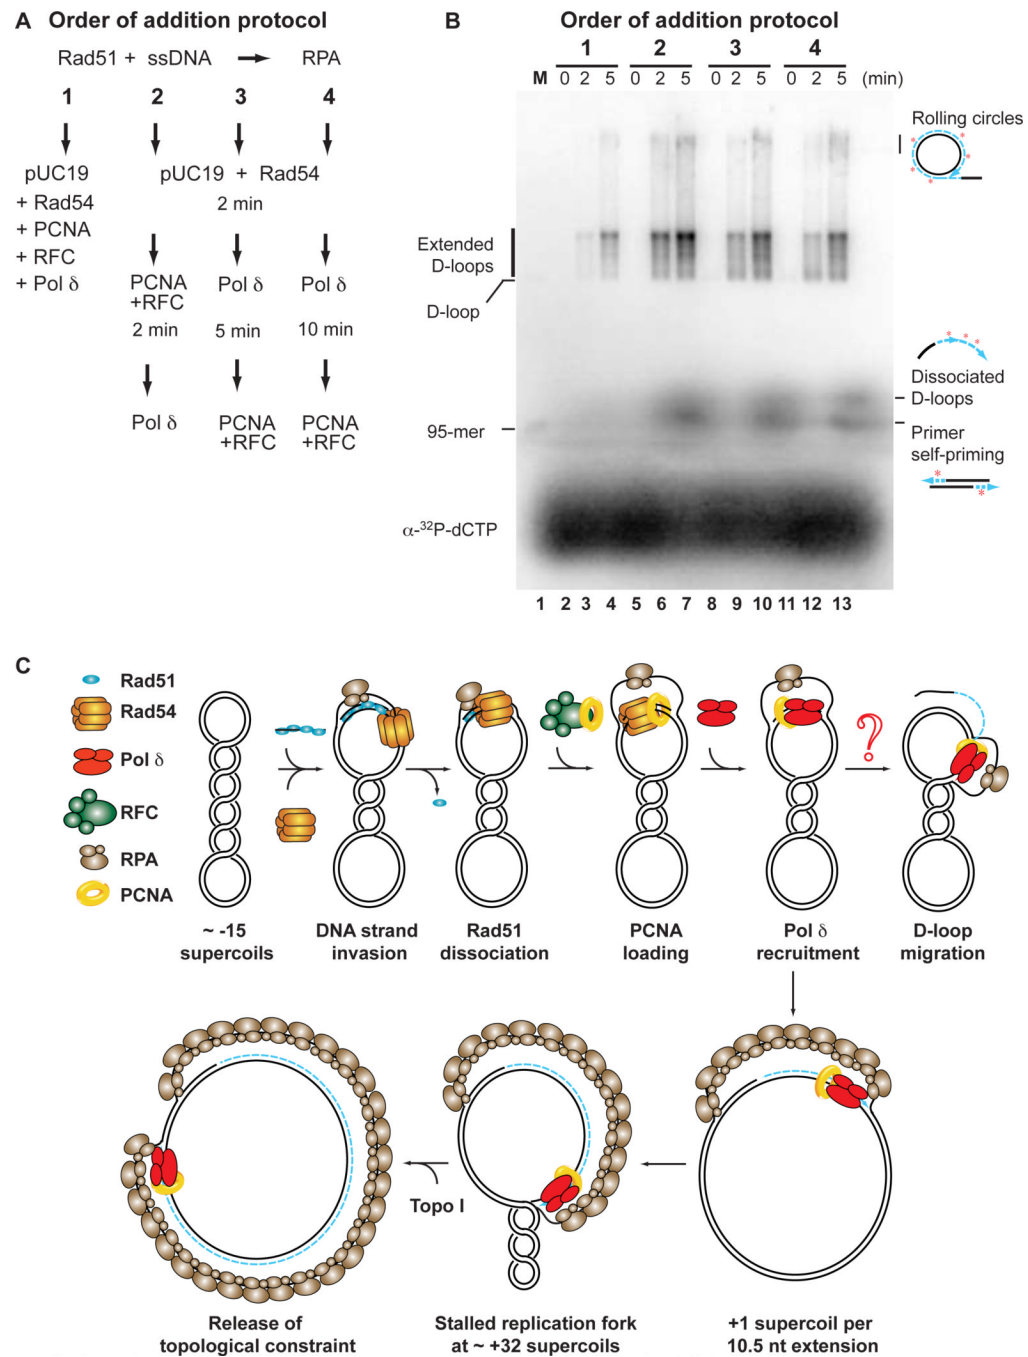 A Order of addition protocol
Rad51 + ssDNA RPA
1 2 3 4
pUC19
+ Rad54
+ PCNA
+ RFC
+ Pol δ
pUC19 + Rad54
2 min
PCNA
+RFC
2 min
Pol δ
5 min
Pol δ
10 min
Pol δ
PCNA
+RFC
PCNA
+RFC
B Order of addition protocol
1 2 3 4
M 0 2 5 0 2 5 0 2 5 0 2 5 (min)
Rolling circles
Extended
D-loops
D-loop
Dissociated
D-loops
95-mer
Primer
self-priming
α-³²P-dCTP
1 2 3 4 5 6 7 8 9 10 11 12 13
C
Rad51
Rad54
Pol δ
RFC
RPA
PCNA
?
~ -15
supercoils
DNA strand
invasion
Rad51
dissociation
PCNA
loading
Pol δ
recruitment
D-loop
migration
Topo I
Release of
topological constraint
Stalled replication fork
at ~ +32 supercoils
+1 supercoil per
10.5 nt extension